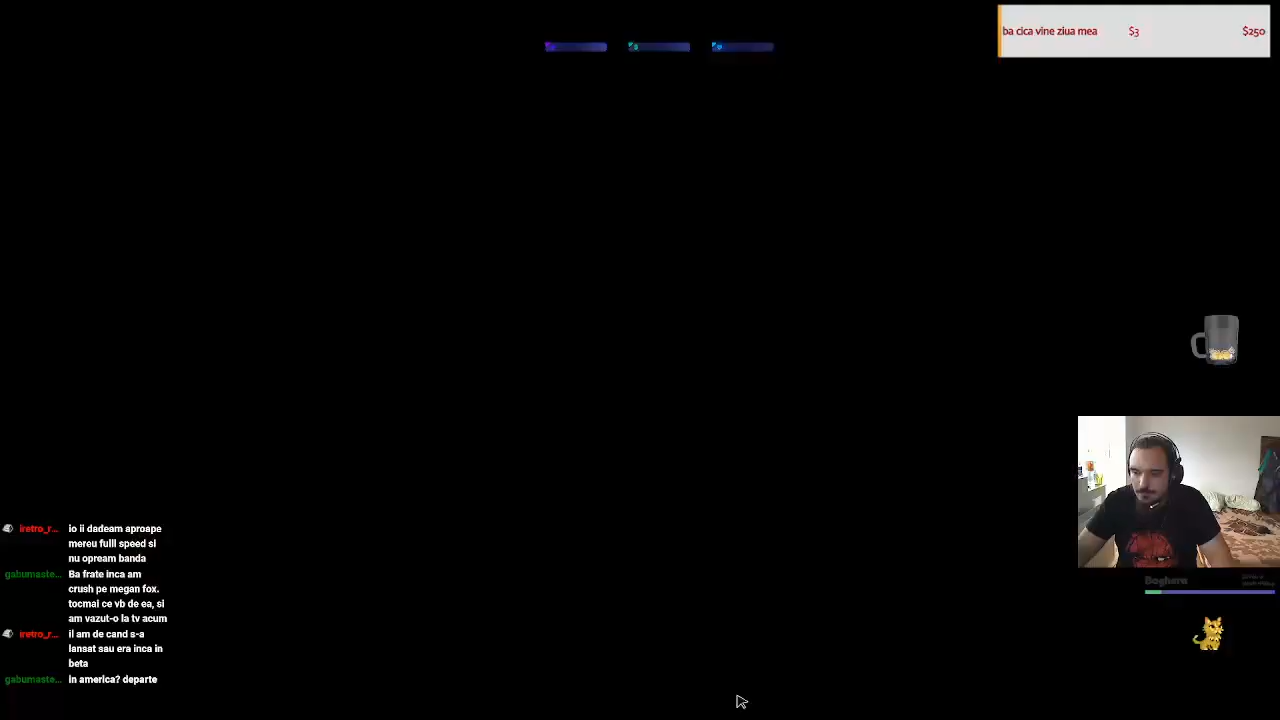 ba cica vine ziua mea $3 $250
iretro_r... io ii dadeam aproape
mereu fulll speed si
nu opream banda
gabumaste... Ba frate inca am
crush pe megan fox.
tocmai ce vb de ea, si
am vazut-o la tv acum
iretro_r... il am de cand s-a
lansat sau era inca in
beta
gabumaste... in america? departe